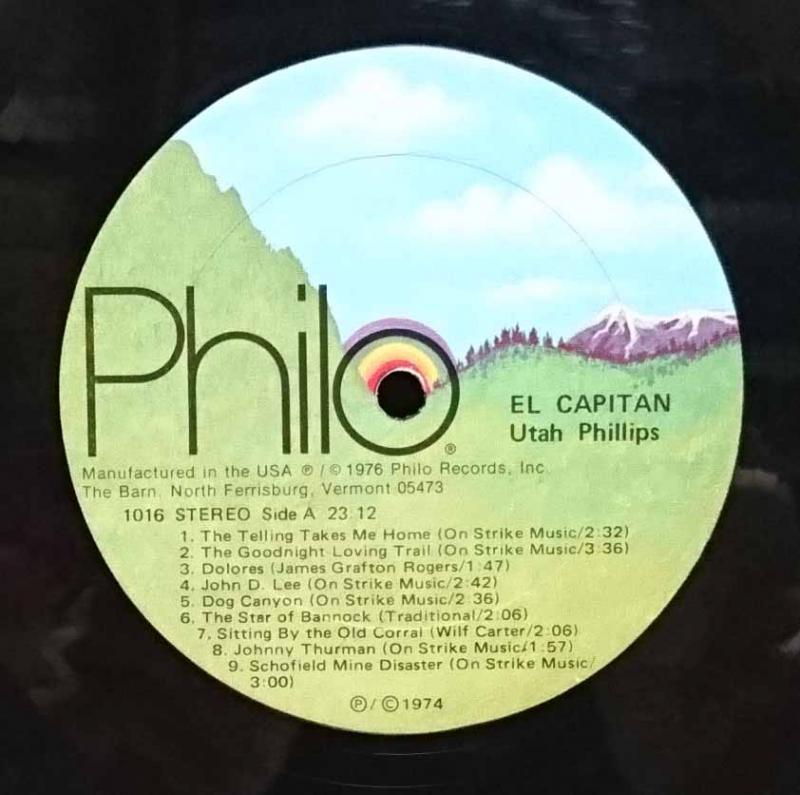 Philo®
EL CAPITAN
Utah Phillips
Manufactured in the USA ℗/© 1976 Philo Records, Inc.
The Barn, North Ferrisburg, Vermont 05473
1016 STEREO Side A 23:12
1. The Telling Takes Me Home (On Strike Music/2:32)
2. The Goodnight Loving Trail (On Strike Music/3:36)
3. Dolores (James Grafton Rogers/1:47)
4. John D. Lee (On Strike Music/2:42)
5. Dog Canyon (On Strike Music/2:36)
6. The Star of Bannock (Traditional/2:06)
7. Sitting By the Old Corral (Wilf Carter/2:06)
8. Johnny Thurman (On Strike Music/1:57)
9. Schofield Mine Disaster (On Strike Music/
3:00)
℗/©1974